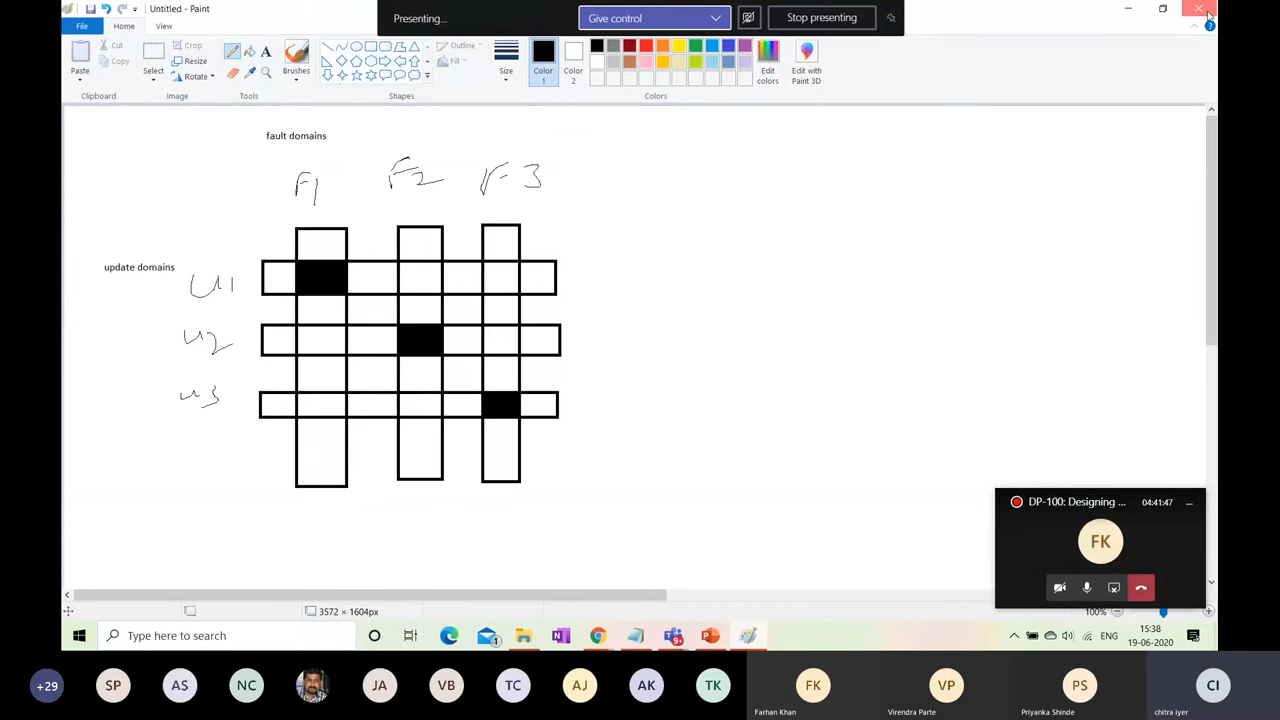 Untitled - Paint
Presenting...
Give control
Stop presenting
File
Home
View
Paste
Cut
Copy
Clipboard
Select
Crop
Resize
Rotate
Image
Tools
Brushes
Shapes
Outline
Fill
Size
Color 1
Color 2
Colors
Edit colors
Edit with Paint 3D
fault domains
F1
F2
F3
update domains
U1
U2
U3
DP-100: Designing ...
04:41:47
FK
3572 × 1604px
100%
Type here to search
1
9+
ENG
15:38
19-06-2020
+29
SP
AS
NC
JA
VB
TC
AJ
AK
TK
FK
Farhan Khan
VP
Virendra Parte
PS
Priyanka Shinde
CI
chitra iyer